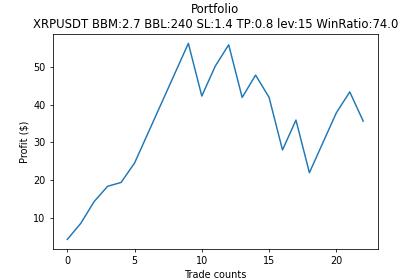 Portfolio
XRPUSDT BBM:2.7 BBL:240 SL:1.4 TP:0.8 lev:15 WinRatio:74.0
50
40
30
20
10
Profit ($)
0 5 10 15 20
Trade counts